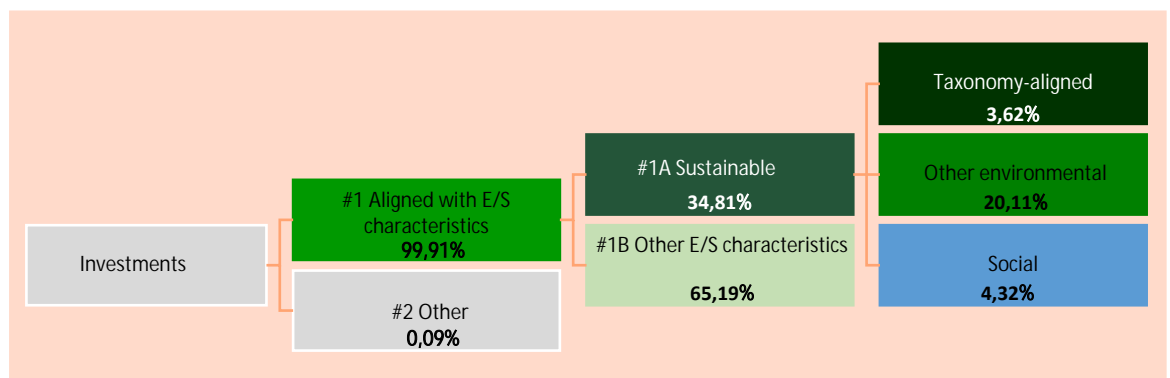 Investments
#1 Aligned with E/S
characteristics
99,91%
#2 Other
0,09%
#1A Sustainable
34,81%
#1B Other E/S characteristics
65,19%
Taxonomy-aligned
3,62%
Other environmental
20,11%
Social
4,32%